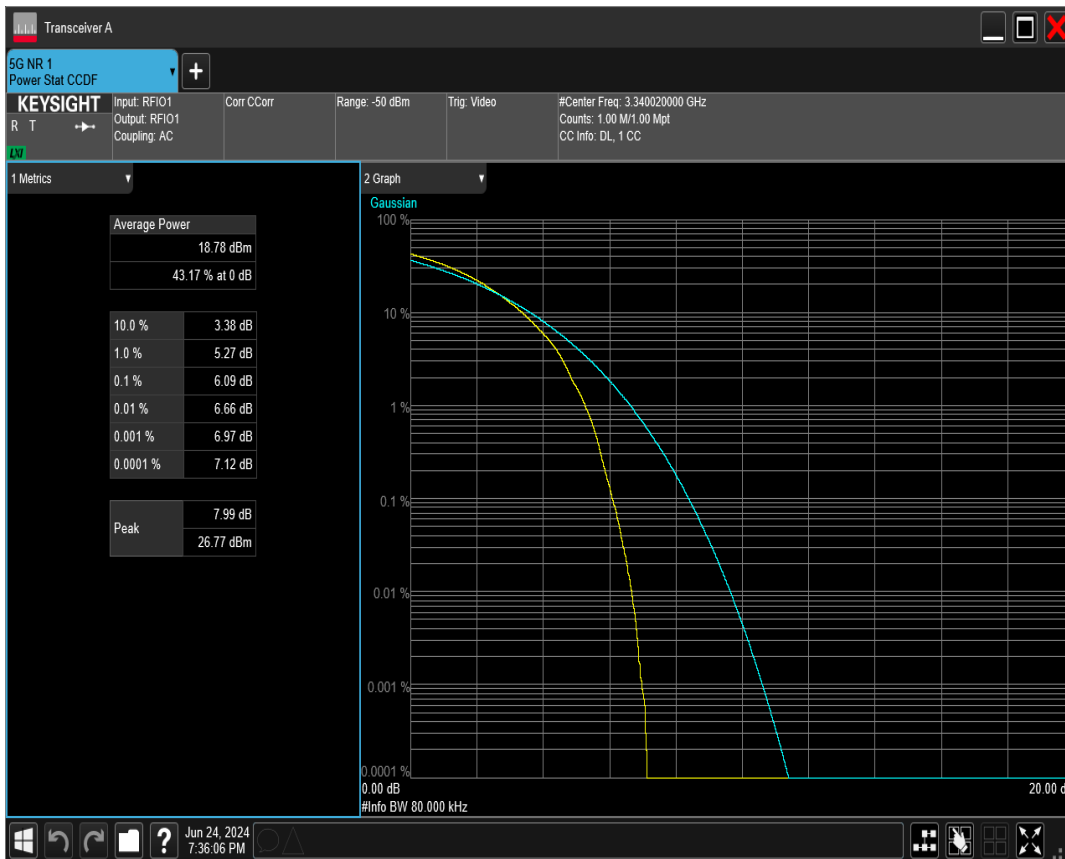 Transceiver A
5G NR 1
Power Stat CCDF
+
KEYSIGHT
R T
LXI
Input: RFIO1
Output: RFIO1
Coupling: AC
Corr CCorr
Range: -50 dBm
Trig: Video
#Center Freq: 3.340020000 GHz
Counts: 1.00 M/1.00 Mpt
CC Info: DL, 1 CC
1 Metrics
Average Power
18.78 dBm
43.17 % at 0 dB
10.0 % 3.38 dB
1.0 % 5.27 dB
0.1 % 6.09 dB
0.01 % 6.66 dB
0.001 % 6.97 dB
0.0001 % 7.12 dB
Peak
7.99 dB
26.77 dBm
2 Graph
Gaussian
100 %
10 %
1 %
0.1 %
0.01 %
0.001 %
0.0001 %
0.00 dB
20.00 d
#Info BW 80.000 kHz
?
Jun 24, 2024
7:36:06 PM